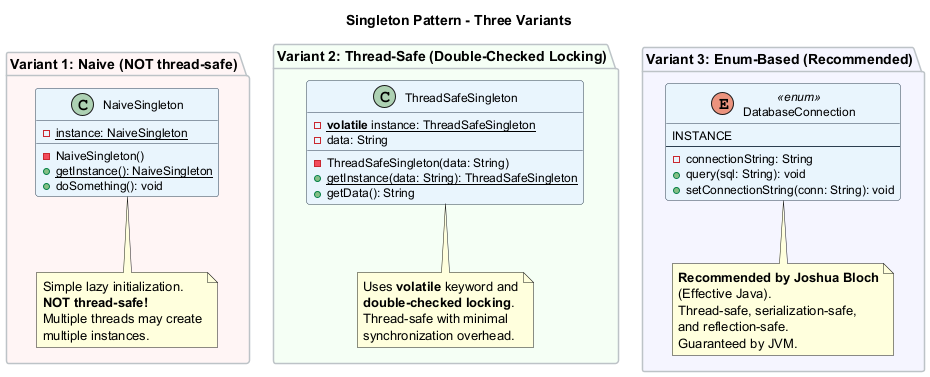 Singleton Pattern - Three Variants
Variant 1: Naive (NOT thread-safe)
C NaiveSingleton
instance: NaiveSingleton
NaiveSingleton()
getInstance(): NaiveSingleton
doSomething(): void
Simple lazy initialization.
NOT thread-safe!
Multiple threads may create
multiple instances.
Variant 2: Thread-Safe (Double-Checked Locking)
C ThreadSafeSingleton
volatile instance: ThreadSafeSingleton
data: String
ThreadSafeSingleton(data: String)
getInstance(data: String): ThreadSafeSingleton
getData(): String
Uses volatile keyword and
double-checked locking.
Thread-safe with minimal
synchronization overhead.
Variant 3: Enum-Based (Recommended)
E «enum»
DatabaseConnection
INSTANCE
connectionString: String
query(sql: String): void
setConnectionString(conn: String): void
Recommended by Joshua Bloch
(Effective Java).
Thread-safe, serialization-safe,
and reflection-safe.
Guaranteed by JVM.